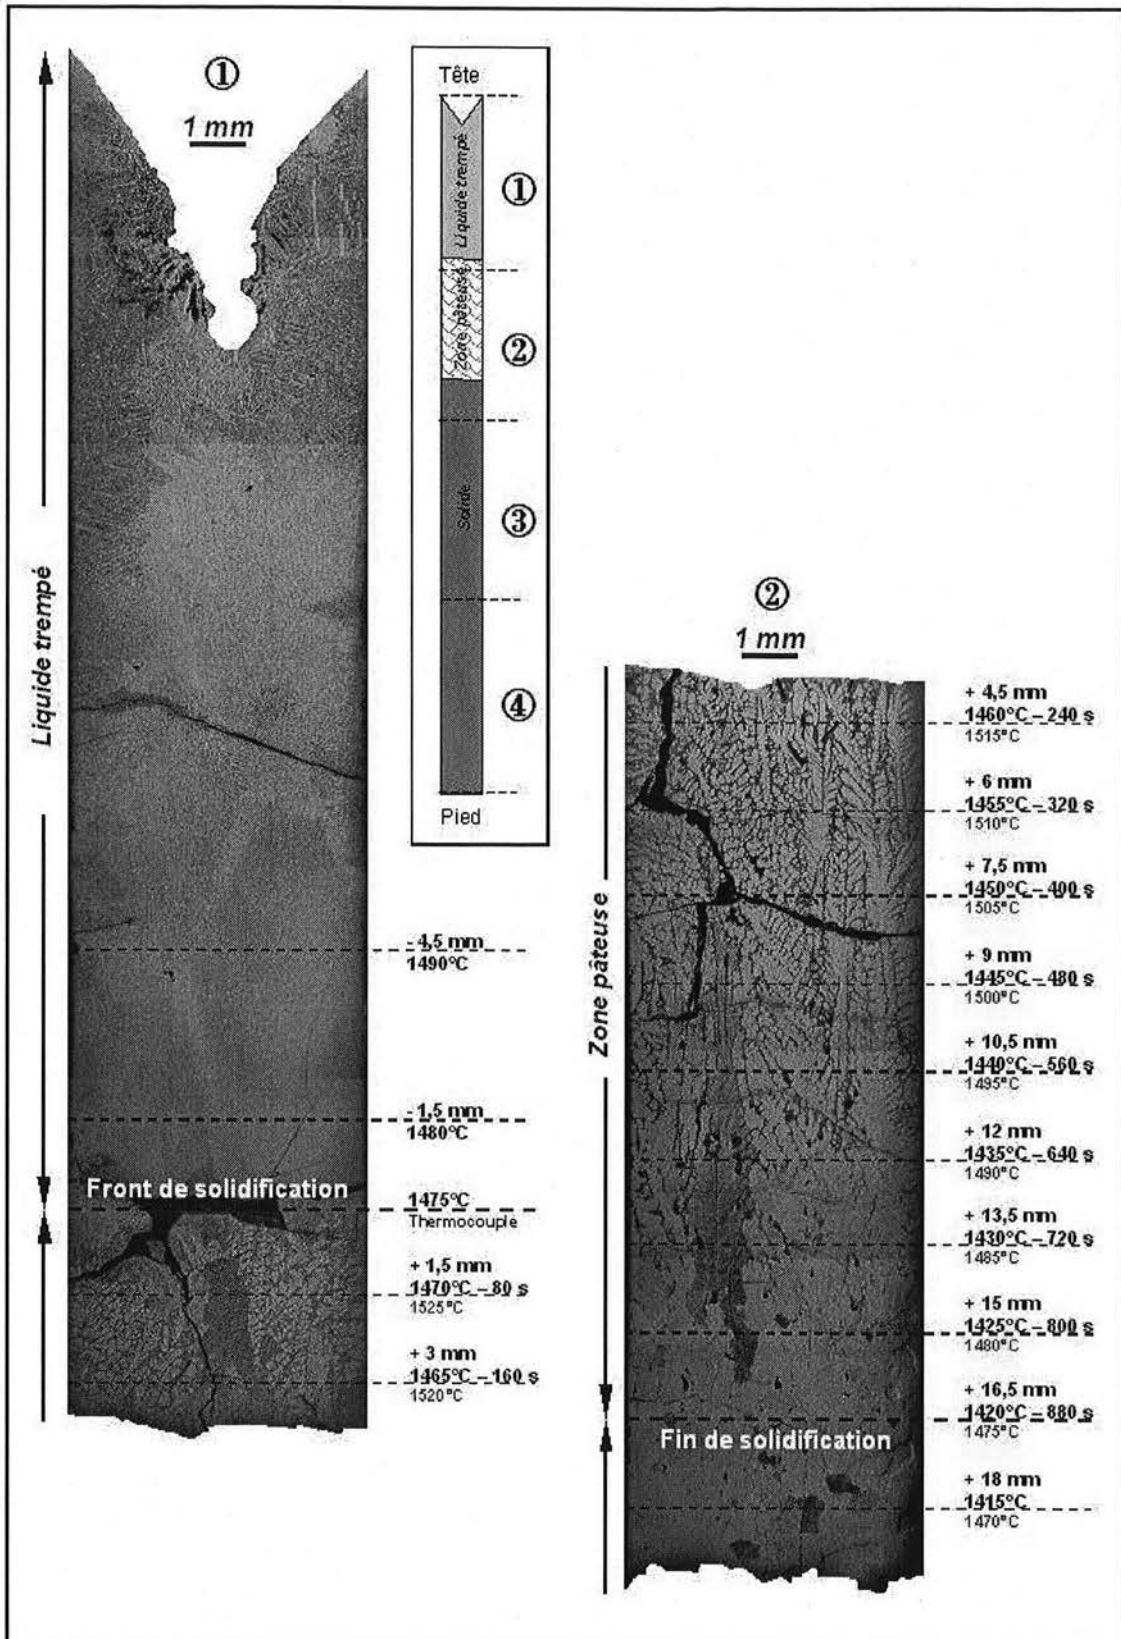 ①
1 mm
Liquide trempé
- 4,5 mm
1490°C
- 1,5 mm
1480°C
Front de solidification
1475°C
Thermocouple
+ 1,5 mm
1470°C – 80 s
1525°C
+ 3 mm
1465°C – 160 s
1520°C
Tête
Liquide trempé
①
Zone pâteuse
②
Solide
③
④
Pied
②
1 mm
Zone pâteuse
+ 4,5 mm
1460°C – 240 s
1515°C
+ 6 mm
1455°C – 320 s
1510°C
+ 7,5 mm
1450°C – 400 s
1505°C
+ 9 mm
1445°C – 480 s
1500°C
+ 10,5 mm
1440°C – 560 s
1495°C
+ 12 mm
1435°C – 640 s
1490°C
+ 13,5 mm
1430°C – 720 s
1485°C
+ 15 mm
1425°C – 800 s
1480°C
+ 16,5 mm
1420°C – 880 s
1475°C
Fin de solidification
+ 18 mm
1415°C
1470°C